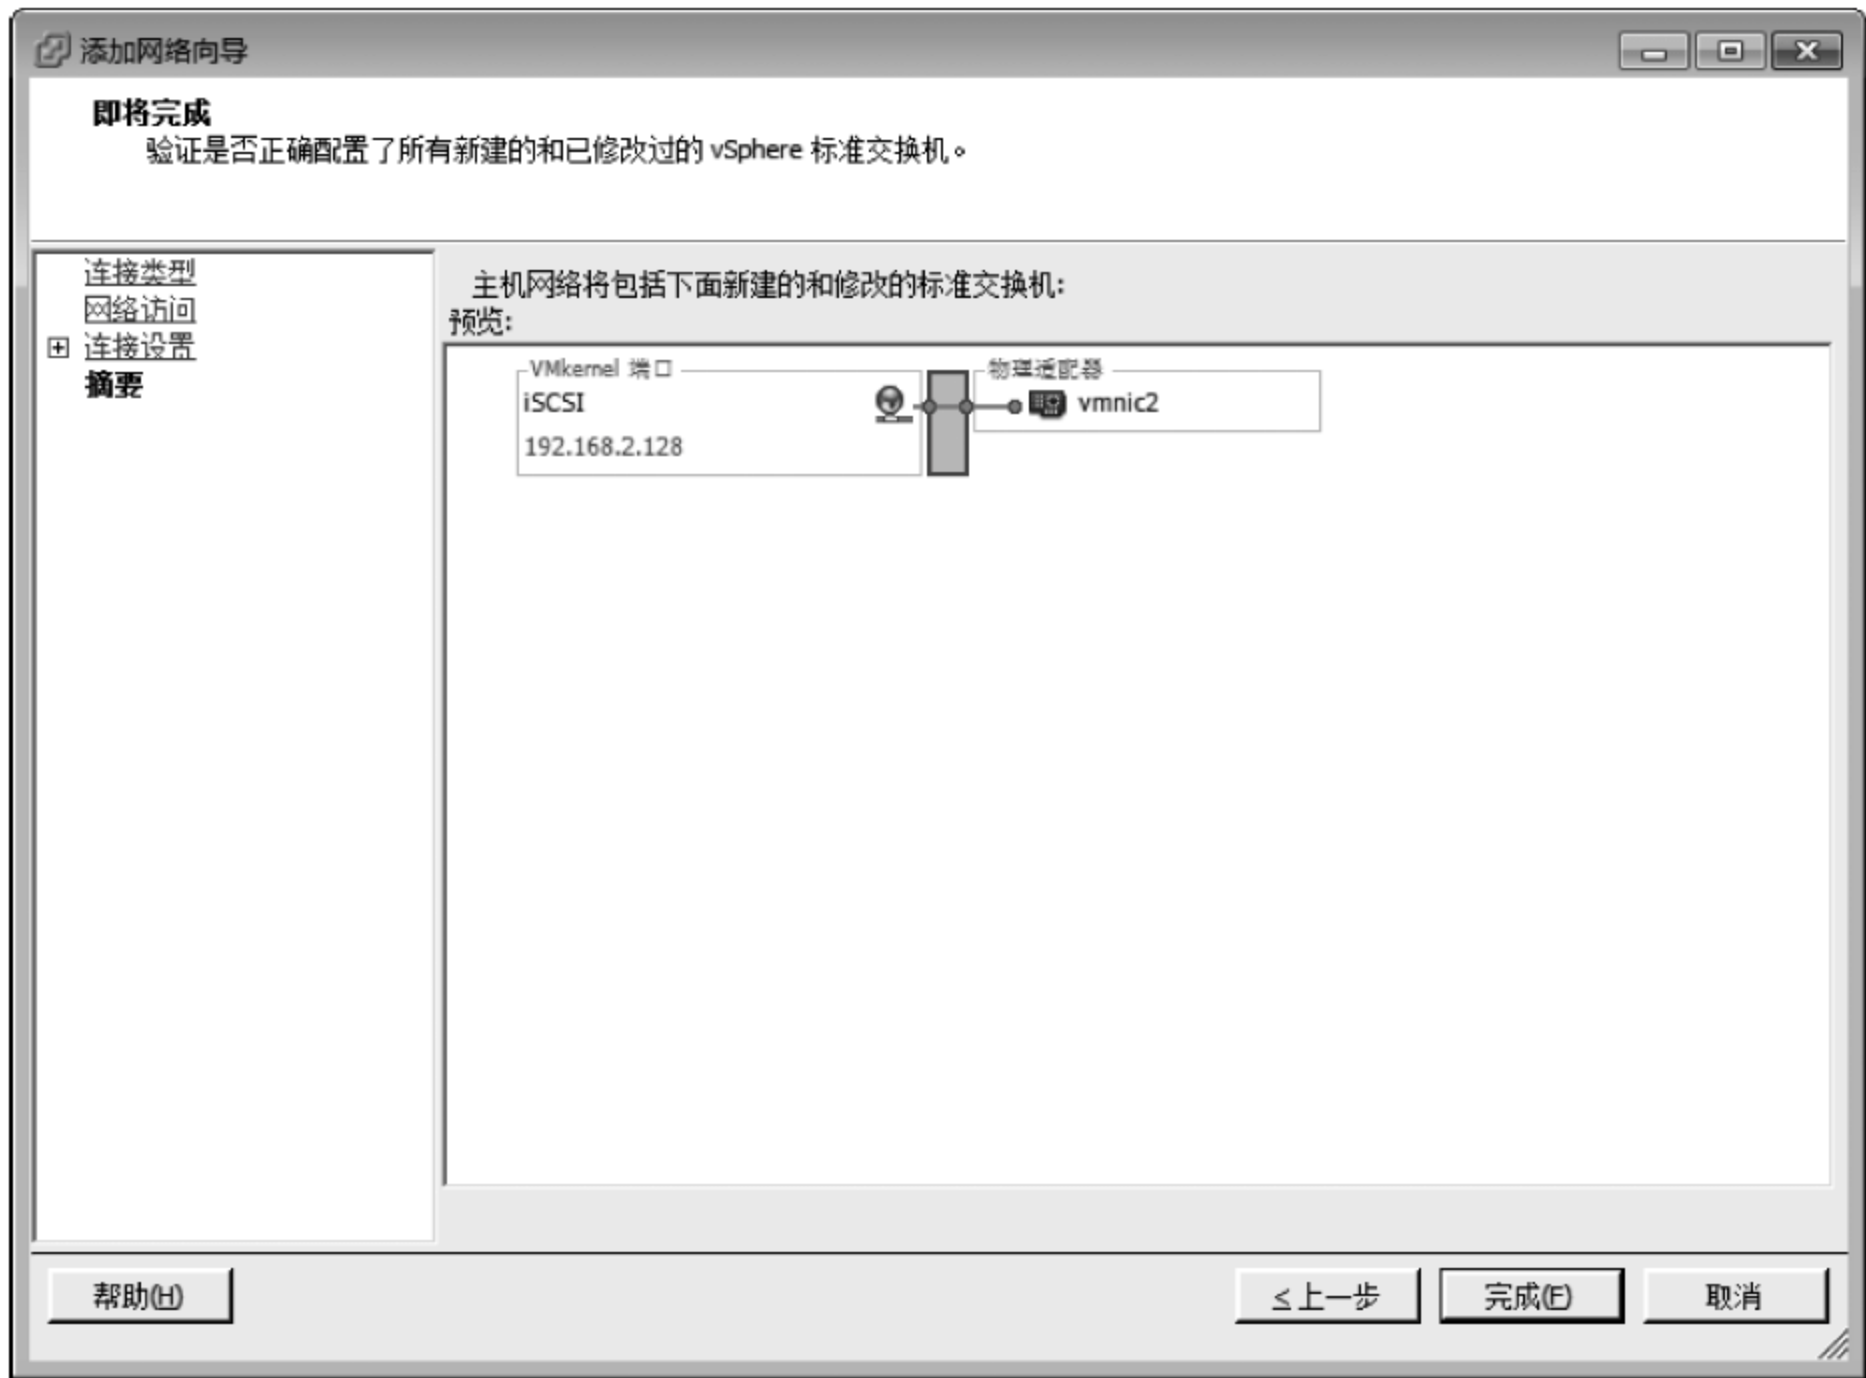 添加网络向导
即将完成
验证是否正确配置了所有新建的和已修改过的 vSphere 标准交换机。
连接类型
网络访问
连接设置
摘要
主机网络将包括下面新建的和修改的标准交换机:
预览:
VMkernel 端口
iSCSI
192.168.2.128
物理适配器
vmnic2
帮助(H)
≤上一步
完成(F)
取消